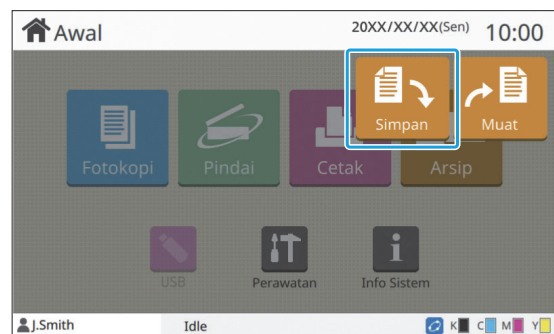 Awal
20XX/XX/XX(Sen) 10:00
Simpan Muat
Fotokopi Pindai Cetak Arsip
USB Perawatan Info Sistem
J.Smith Idle K C M Y